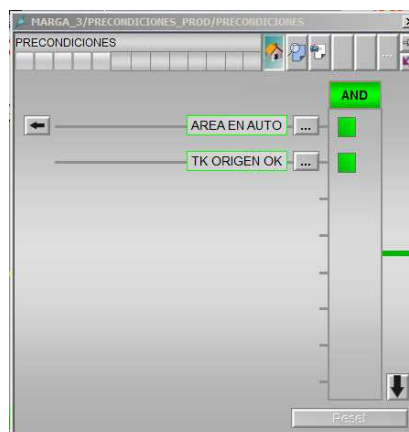 MARGA_3/PRECONDICIONES_PROD/PRECONDICIONES
PRECONDICIONES
...
AND
AREA EN AUTO ...
TK ORIGEN OK ...
Reset